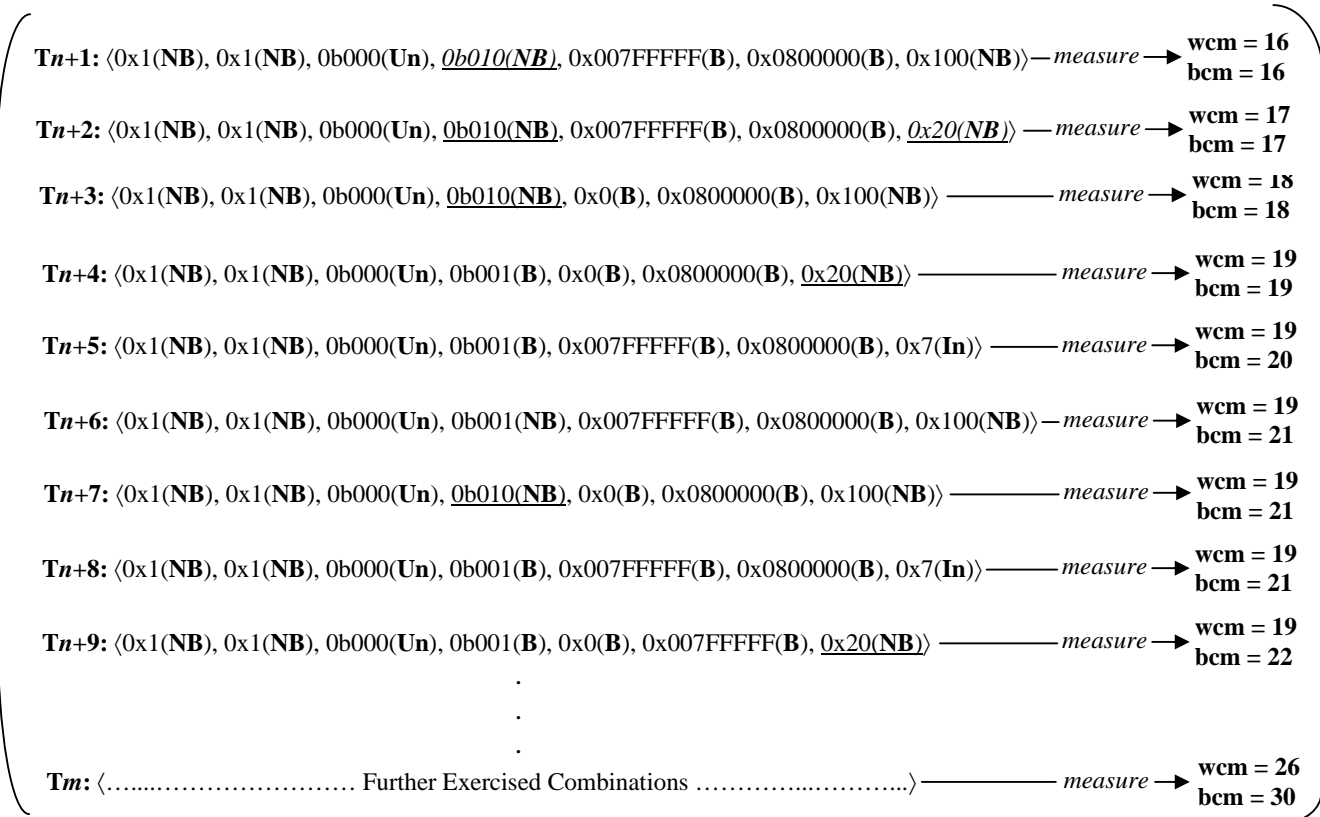 Tn+1: ⟨0x1(NB), 0x1(NB), 0b000(Un), 0b010(NB), 0x007FFFFF(B), 0x0800000(B), 0x100(NB)⟩ measure wcm = 16
bcm = 16
Tn+2: ⟨0x1(NB), 0x1(NB), 0b000(Un), 0b010(NB), 0x007FFFFF(B), 0x0800000(B), 0x20(NB)⟩ measure wcm = 17
bcm = 17
Tn+3: ⟨0x1(NB), 0x1(NB), 0b000(Un), 0b010(NB), 0x0(B), 0x0800000(B), 0x100(NB)⟩ measure wcm = 18
bcm = 18
Tn+4: ⟨0x1(NB), 0x1(NB), 0b000(Un), 0b001(B), 0x0(B), 0x0800000(B), 0x20(NB)⟩ measure wcm = 19
bcm = 19
Tn+5: ⟨0x1(NB), 0x1(NB), 0b000(Un), 0b001(B), 0x007FFFFF(B), 0x0800000(B), 0x7(In)⟩ measure wcm = 19
bcm = 20
Tn+6: ⟨0x1(NB), 0x1(NB), 0b000(Un), 0b001(NB), 0x007FFFFF(B), 0x0800000(B), 0x100(NB)⟩ measure wcm = 19
bcm = 21
Tn+7: ⟨0x1(NB), 0x1(NB), 0b000(Un), 0b010(NB), 0x0(B), 0x0800000(B), 0x100(NB)⟩ measure wcm = 19
bcm = 21
Tn+8: ⟨0x1(NB), 0x1(NB), 0b000(Un), 0b001(B), 0x007FFFFF(B), 0x0800000(B), 0x7(In)⟩ measure wcm = 19
bcm = 21
Tn+9: ⟨0x1(NB), 0x1(NB), 0b000(Un), 0b001(B), 0x0(B), 0x007FFFFF(B), 0x20(NB)⟩ measure wcm = 19
bcm = 22
.
.
.
Tm: ⟨…...…………………… Further Exercised Combinations …………...………...⟩ measure wcm = 26
bcm = 30